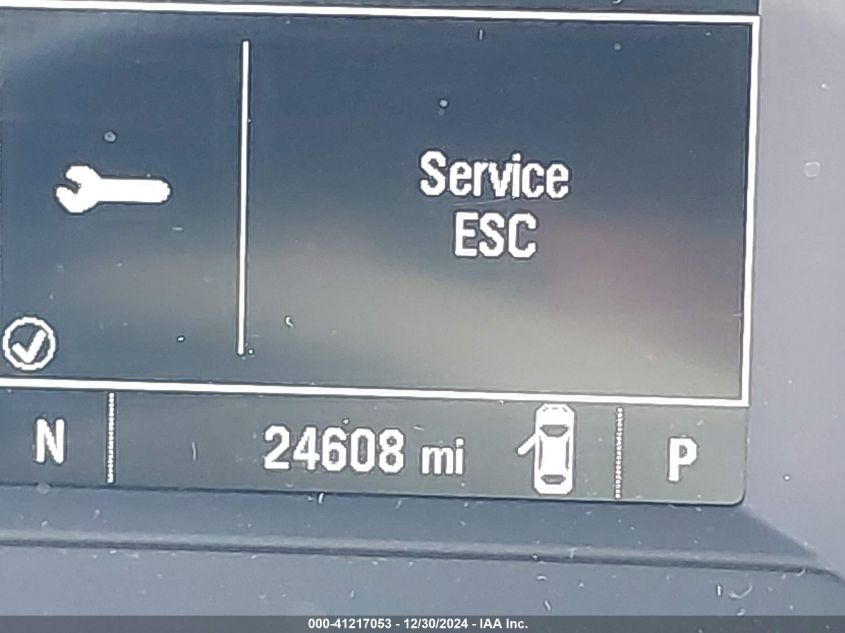 Service
ESC
N
24608 mi
P
000-41217053 - 12/30/2024 - IAA Inc.